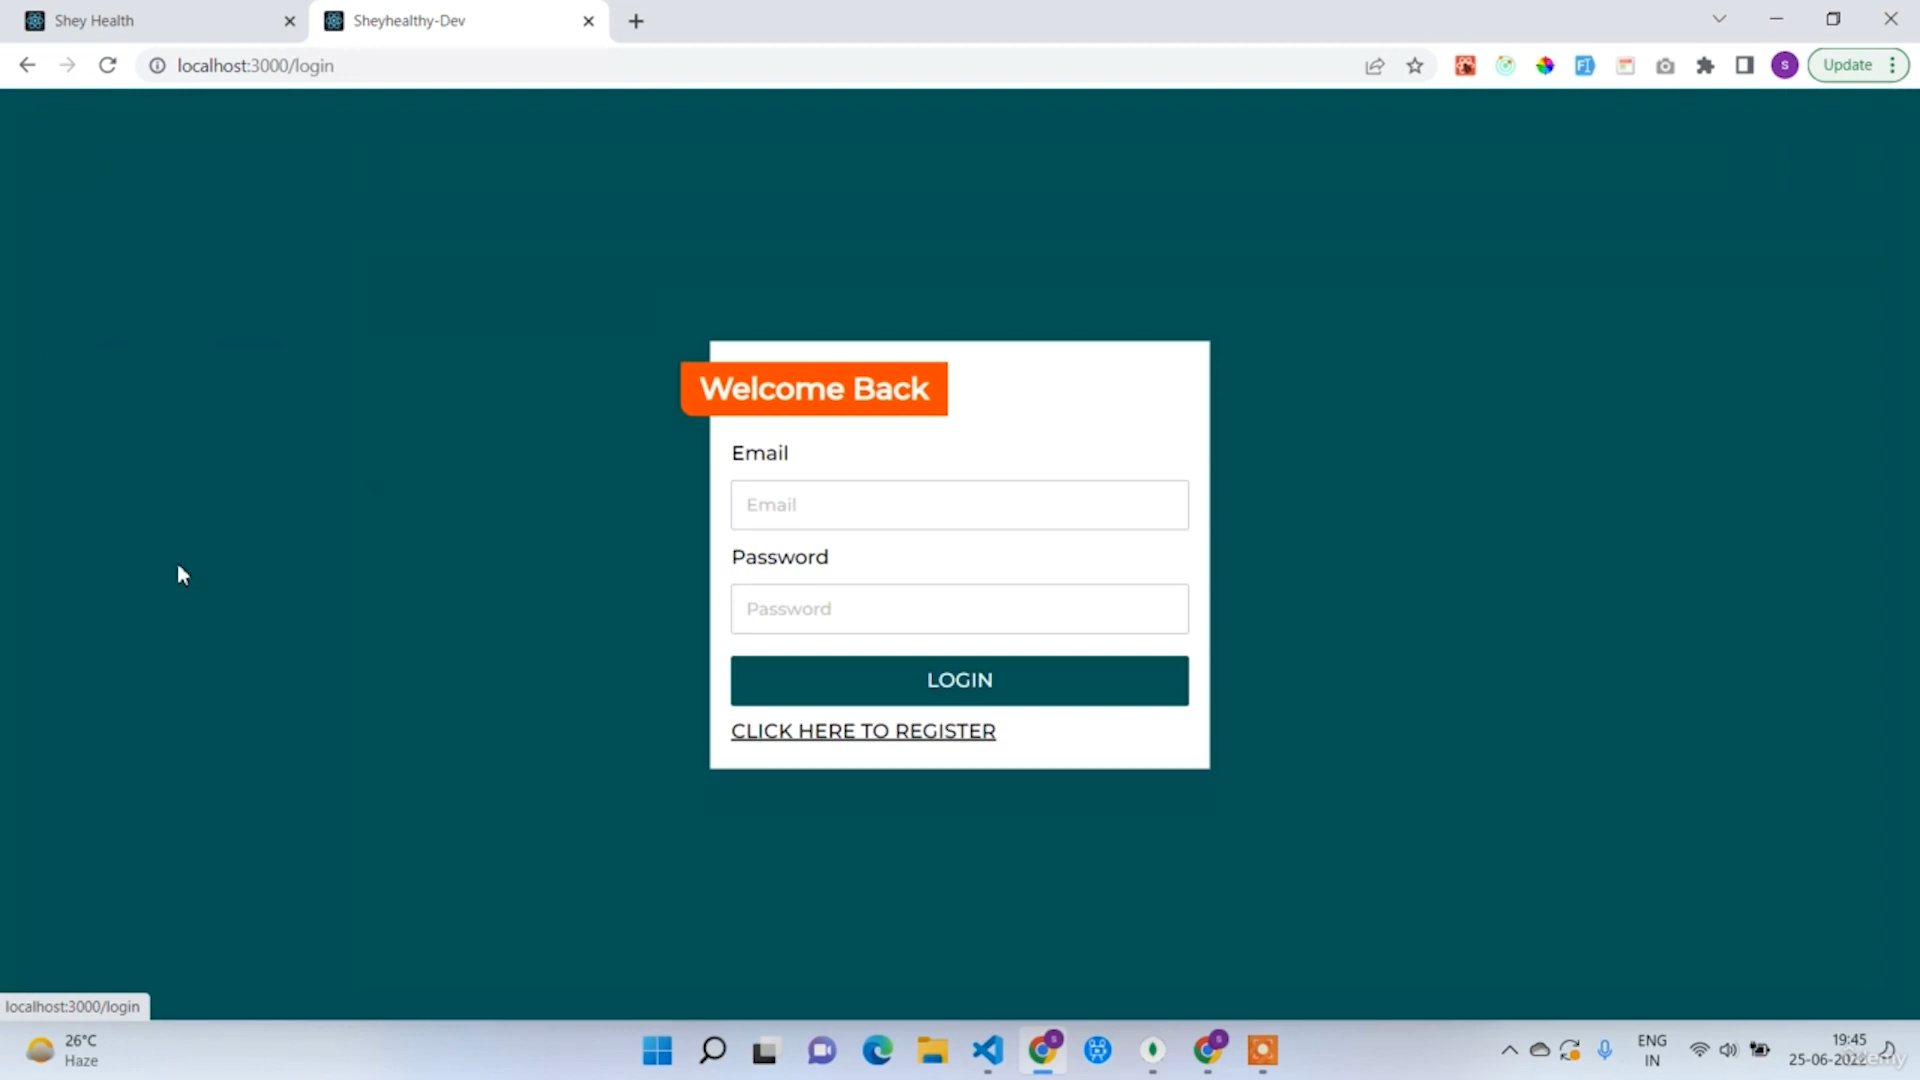 Shey Health
Sheyhealthy-Dev
localhost:3000/login
S
Update
Welcome Back
Email
Email
Password
Password
LOGIN
CLICK HERE TO REGISTER
localhost:3000/login
26°C
Haze
ENG
IN
19:45
25-06-2022